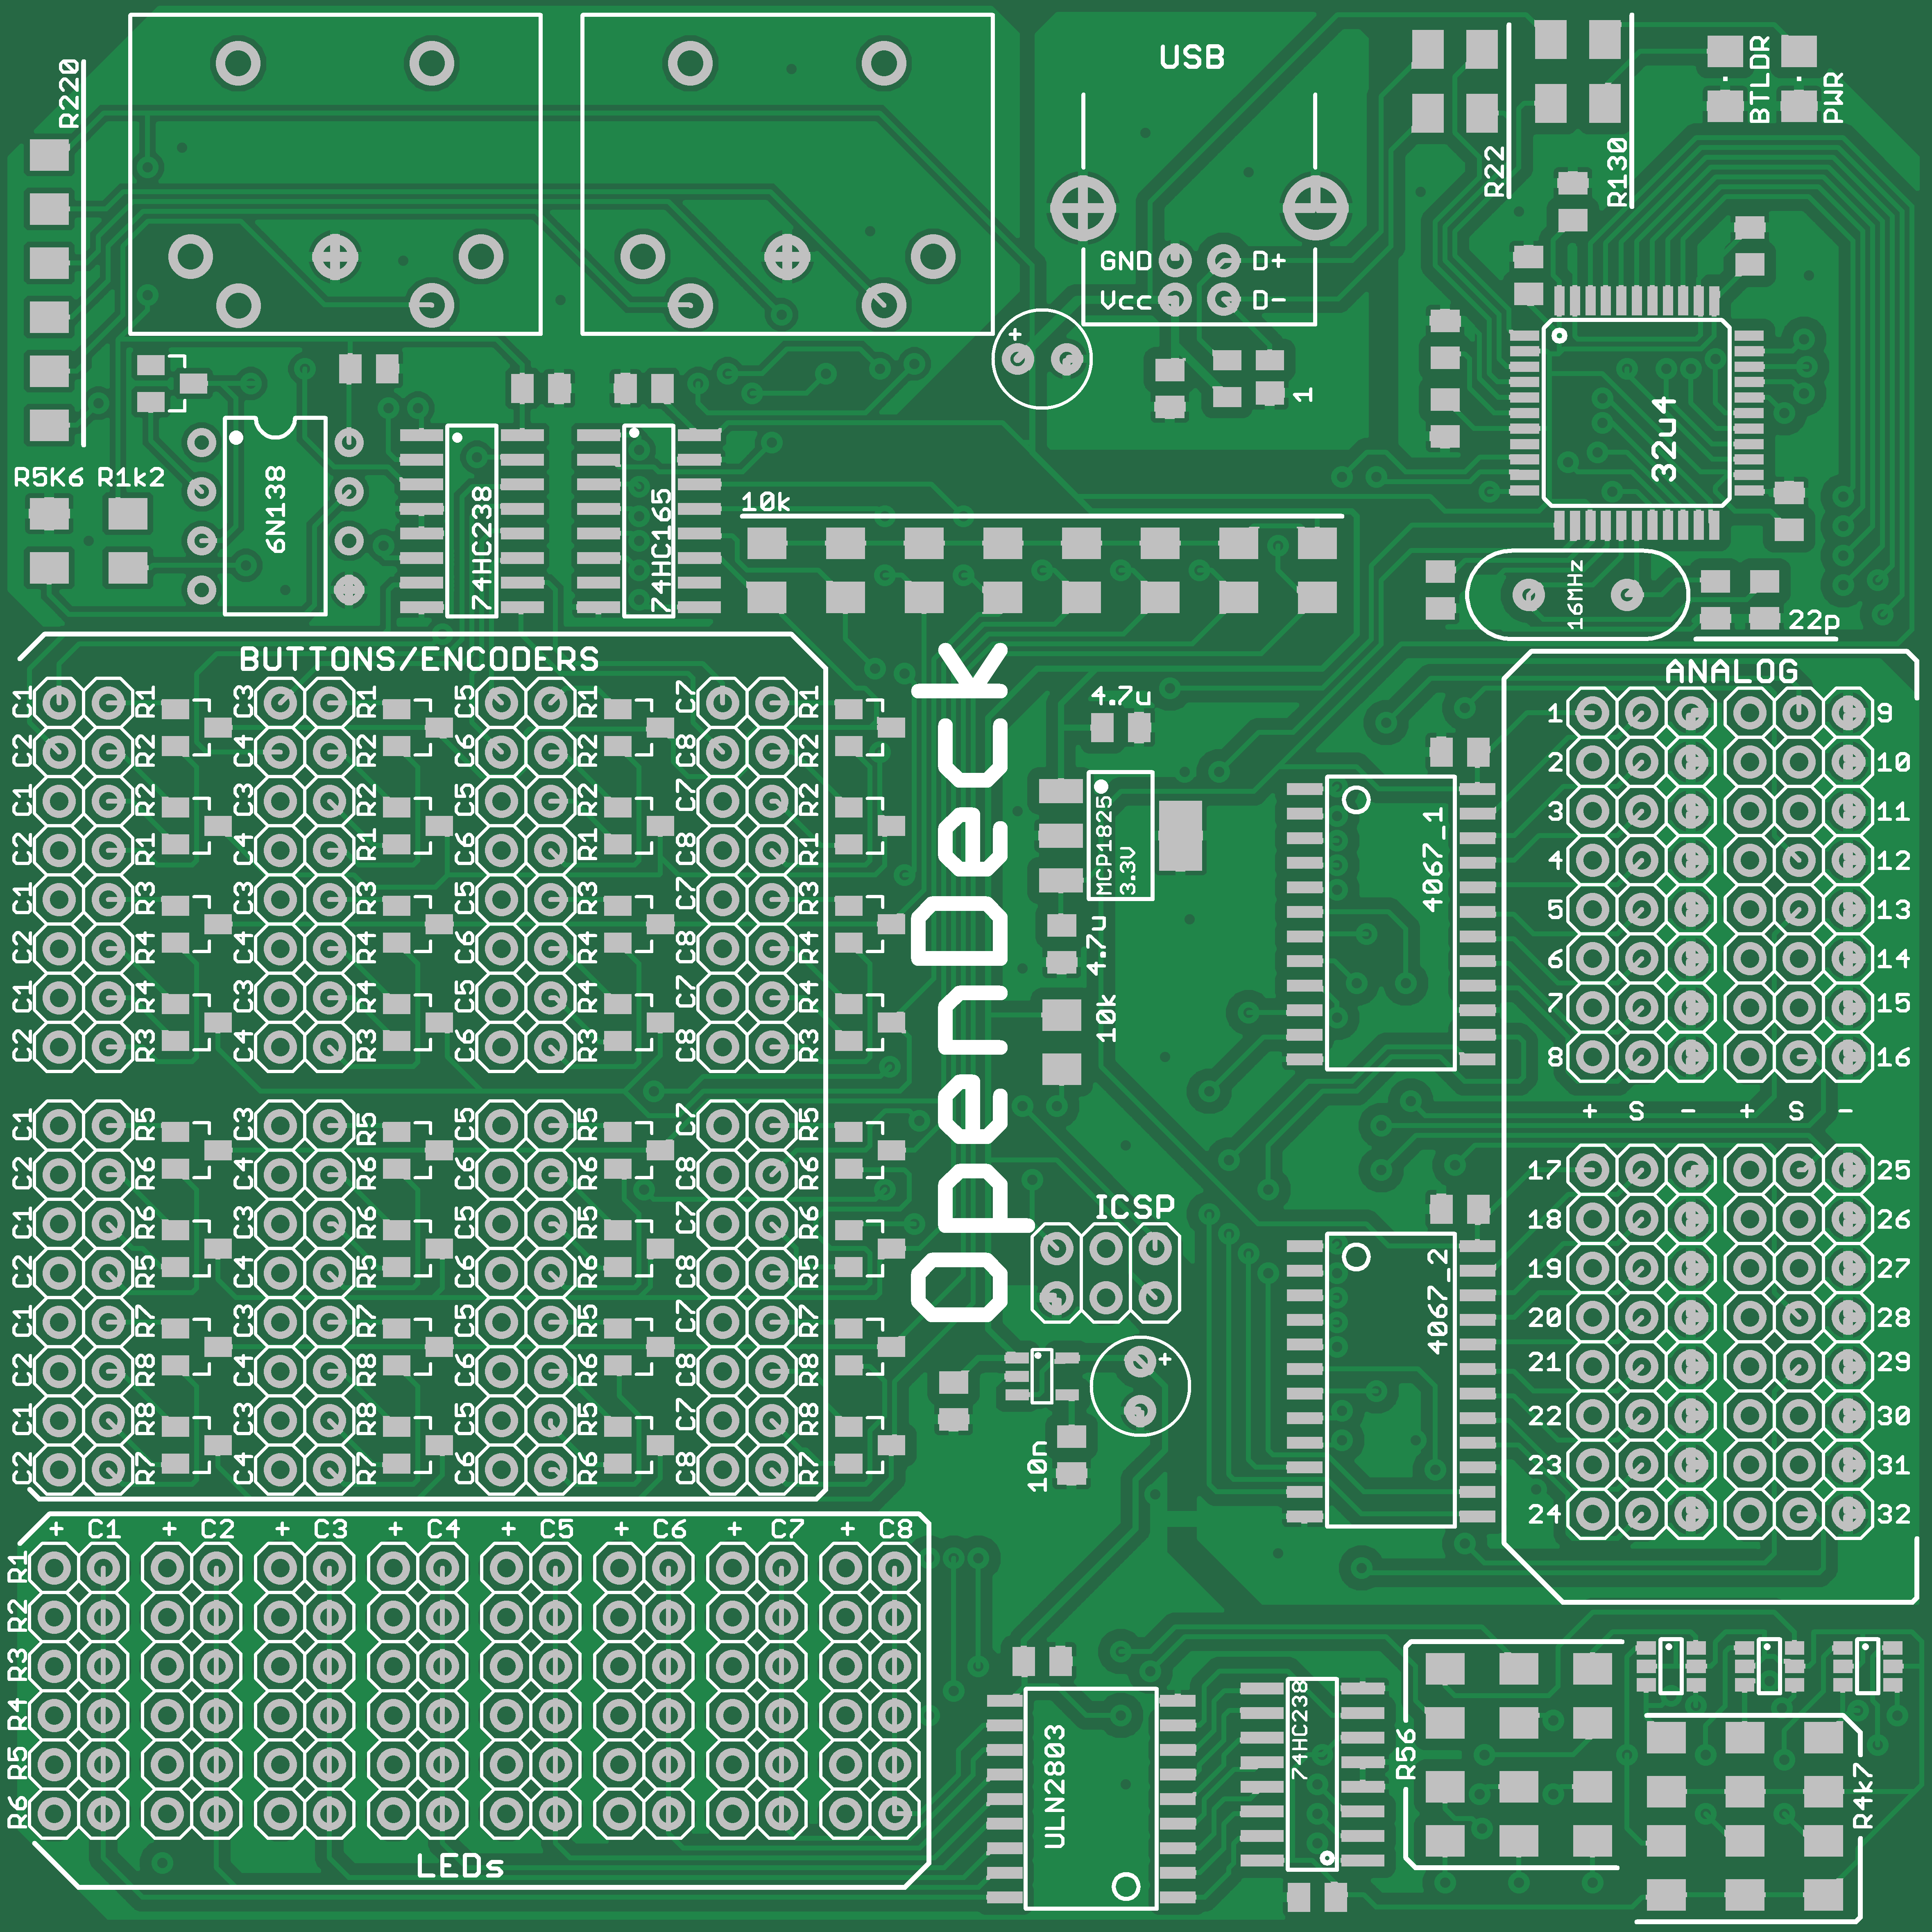 R220
USB
GND D+
Vcc D-
+
1
R22
R130
BTLDR
PWR
32u4
R5K6 R1k2
6N138
74HC238
74HC165
10k
16MHz
22p
BUTTONS/ENCODERS
C1 R1 C3 R1 C5 R1 C7 R1
C2 R2 C4 R2 C6 R2 C8 R2
C1 R2 C3 R2 C5 R2 C7 R2
C2 R1 C4 R1 C6 R1 C8 R1
C1 R3 C3 R3 C5 R3 C7 R3
C2 R4 C4 R4 C6 R4 C8 R4
C1 R4 C3 R4 C5 R4 C7 R4
C2 R3 C4 R3 C6 R3 C8 R3
C1 R5 C3 R5 C5 R5 C7 R5
C2 R6 C4 R6 C6 R6 C8 R6
C1 R6 C3 R6 C5 R6 C7 R6
C2 R5 C4 R5 C6 R5 C8 R5
C1 R7 C3 R7 C5 R7 C7 R7
C2 R8 C4 R8 C6 R8 C8 R8
C1 R8 C3 R8 C5 R5 C7 R8
C2 R7 C4 R7 C6 R6 C8 R7
OpenDeck
4.7u
MCP1825
3.3V
4.7u
10k
ICSP
+
10n
4067_1
4067_2
ANALOG
1 9
2 10
3 11
4 12
5 13
6 14
7 15
8 16
+ S - + S -
17 25
18 26
19 27
20 28
21 29
22 30
23 31
24 32
+ C1 + C2 + C3 + C4 + C5 + C6 + C7 + C8
R1
R2
R3
R4
R5
R6
LEDs
ULN2803
74HC238
R56
R4k7